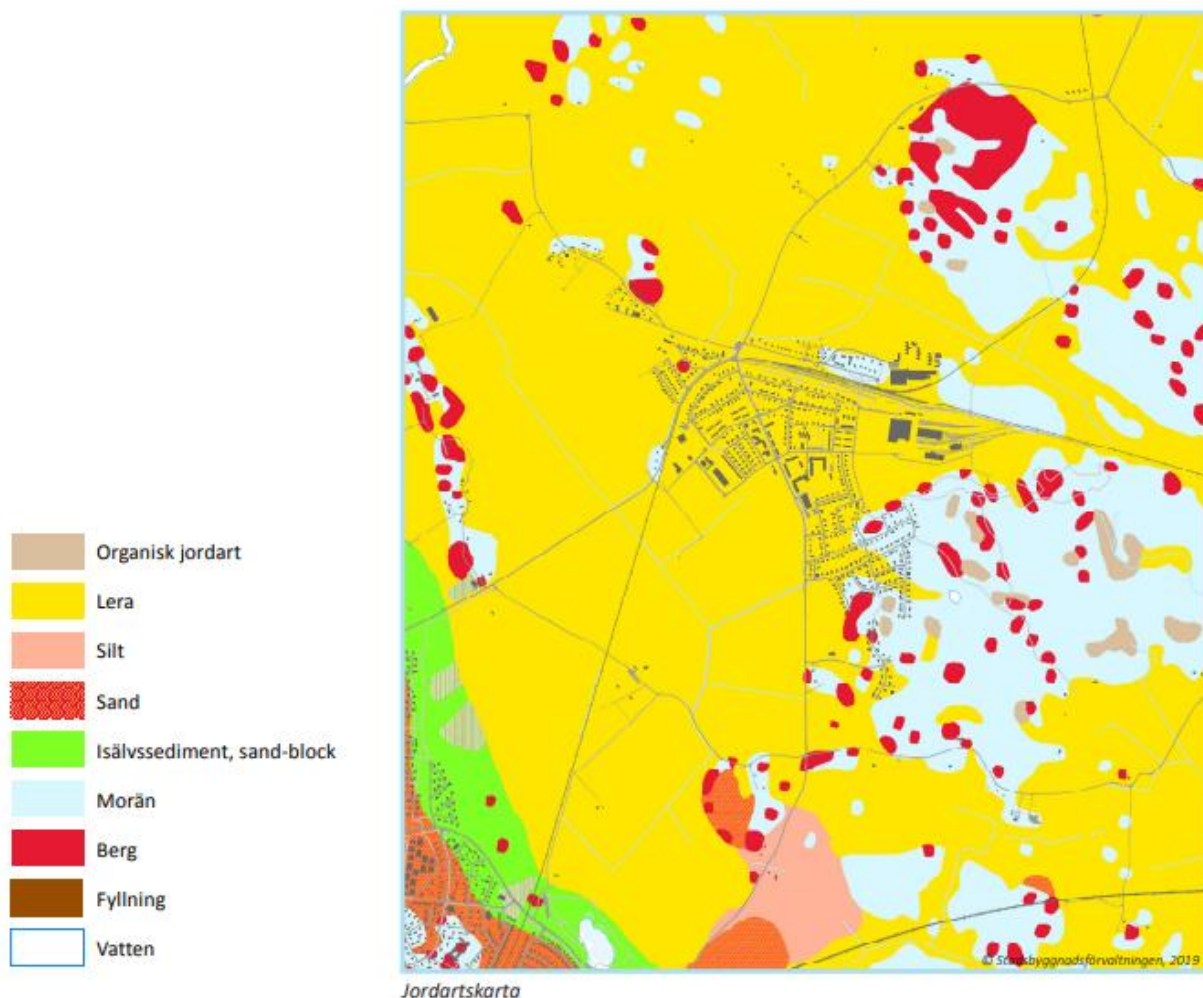 Organisk jordart
Lera
Silt
Sand
Isälvssediment, sand-block
Morän
Berg
Fyllning
Vatten
© Stadsbyggnadsförvaltningen, 2019
Jordartskarta